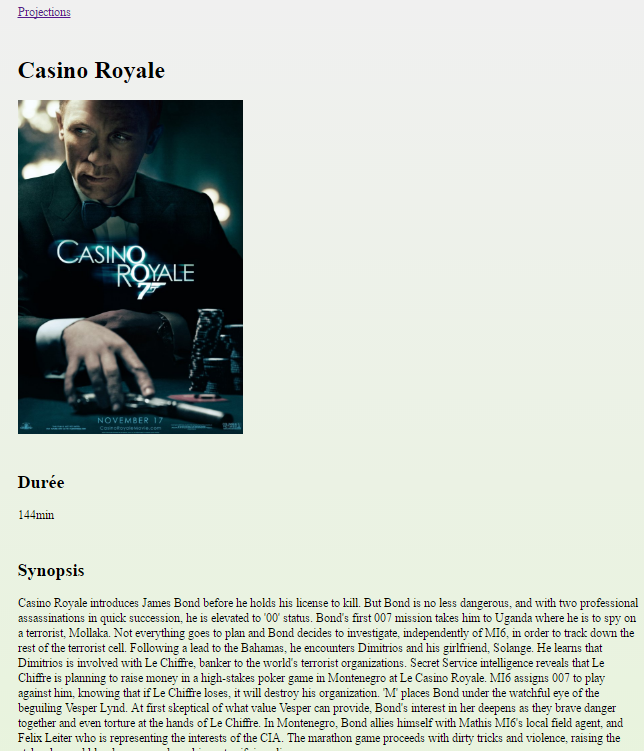 Projections
Casino Royale
CASINO
ROYALE
007
NOVEMBER 17
CasinoRoyaleMovie.com
Durée
144min
Synopsis
Casino Royale introduces James Bond before he holds his license to kill. But Bond is no less dangerous, and with two professional
assassinations in quick succession, he is elevated to '00' status. Bond's first 007 mission takes him to Uganda where he is to spy on
a terrorist, Mollaka. Not everything goes to plan and Bond decides to investigate, independently of MI6, in order to track down the
rest of the terrorist cell. Following a lead to the Bahamas, he encounters Dimitrios and his girlfriend, Solange. He learns that
Dimitrios is involved with Le Chiffre, banker to the world's terrorist organizations. Secret Service intelligence reveals that Le
Chiffre is planning to raise money in a high-stakes poker game in Montenegro at Le Casino Royale. MI6 assigns 007 to play
against him, knowing that if Le Chiffre loses, it will destroy his organization. 'M' places Bond under the watchful eye of the
beguiling Vesper Lynd. At first skeptical of what value Vesper can provide, Bond's interest in her deepens as they brave danger
together and even torture at the hands of Le Chiffre. In Montenegro, Bond allies himself with Mathis MI6's local field agent, and
Felix Leiter who is representing the interests of the CIA. The marathon game proceeds with dirty tricks and violence, raising the